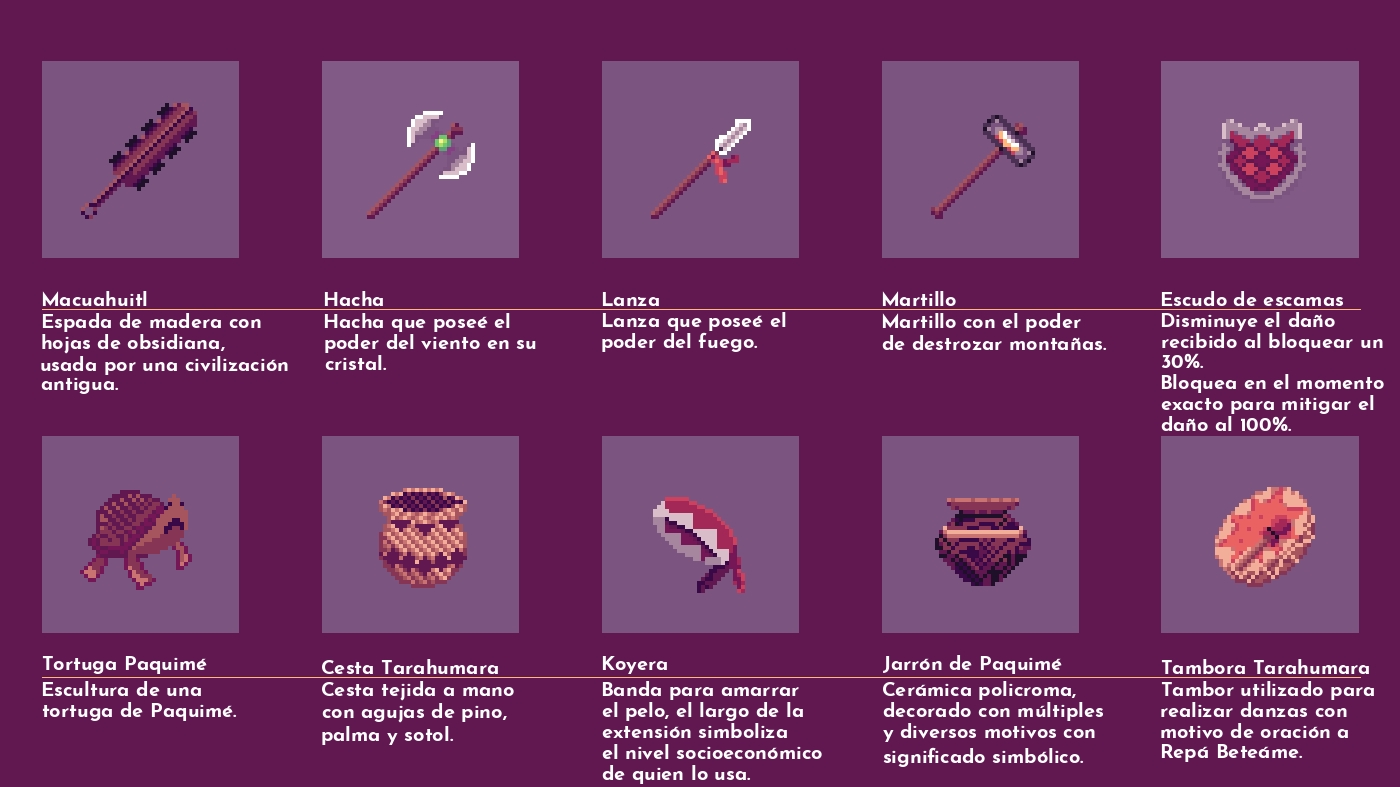 Macuahuitl
Espada de madera con
hojas de obsidiana,
usada por una civilización
antigua.
Hacha
Hacha que poseé el
poder del viento en su
cristal.
Lanza
Lanza que poseé el
poder del fuego.
Martillo
Martillo con el poder
de destrozar montañas.
Escudo de escamas
Disminuye el daño
recibido al bloquear un
30%.
Bloquea en el momento
exacto para mitigar el
daño al 100%.
Tortuga Paquimé
Escultura de una
tortuga de Paquimé.
Cesta Tarahumara
Cesta tejida a mano
con agujas de pino,
palma y sotol.
Koyera
Banda para amarrar
el pelo, el largo de la
extensión simboliza
el nivel socioeconómico
de quien lo usa.
Jarrón de Paquimé
Cerámica policroma,
decorado con múltiples
y diversos motivos con
significado simbólico.
Tambora Tarahumara
Tambor utilizado para
realizar danzas con
motivo de oración a
Repá Beteáme.